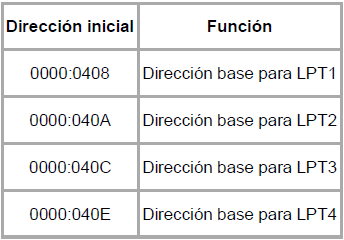 Dirección inicial Función
0000:0408 Dirección base para LPT1
0000:040A Dirección base para LPT2
0000:040C Dirección base para LPT3
0000:040E Dirección base para LPT4